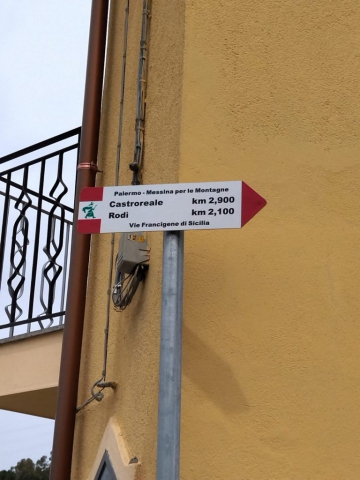 Palermo - Messina per le Montagne
Castroreale km 2,900
Rodì km 2,100
Vie Francigene di Sicilia